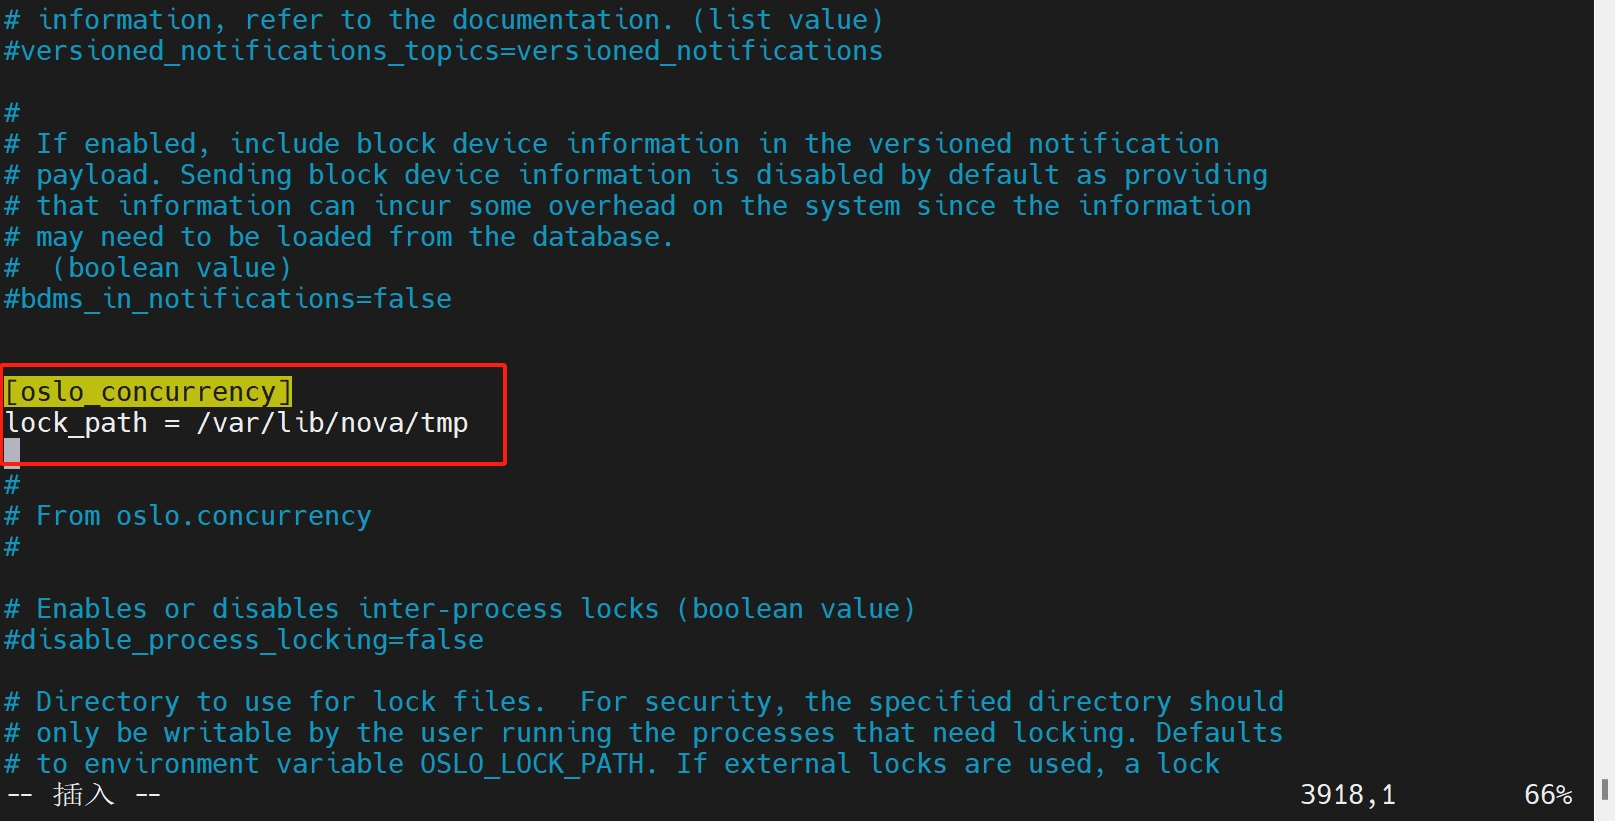 # information, refer to the documentation. (list value)
#versioned_notifications_topics=versioned_notifications
#
# If enabled, include block device information in the versioned notification
# payload. Sending block device information is disabled by default as providing
# that information can incur some overhead on the system since the information
# may need to be loaded from the database.
#  (boolean value)
#bdms_in_notifications=false
[oslo_concurrency]
lock_path = /var/lib/nova/tmp
#
# From oslo.concurrency
#
# Enables or disables inter-process locks (boolean value)
#disable_process_locking=false
# Directory to use for lock files.  For security, the specified directory should
# only be writable by the user running the processes that need locking. Defaults
# to environment variable OSLO_LOCK_PATH. If external locks are used, a lock
-- 插入 -- 3918,1 66%